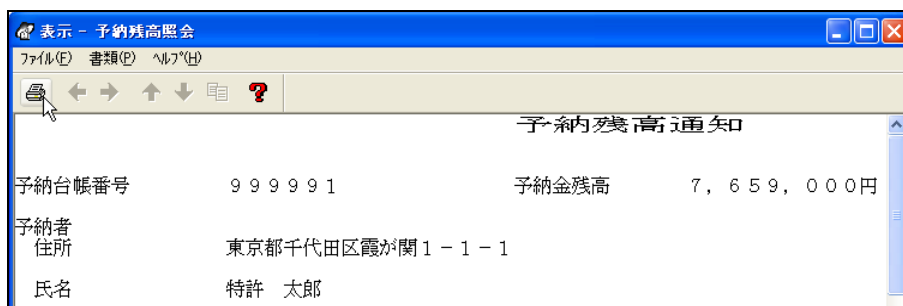 表示 - 予納残高照会
ファイル(F) 書類(P) ヘルプ(H)
予納残高通知
予納台帳番号 999991 予納金残高 7,659,000円
予納者
住所 東京都千代田区霞が関1-1-1
氏名 特許 太郎